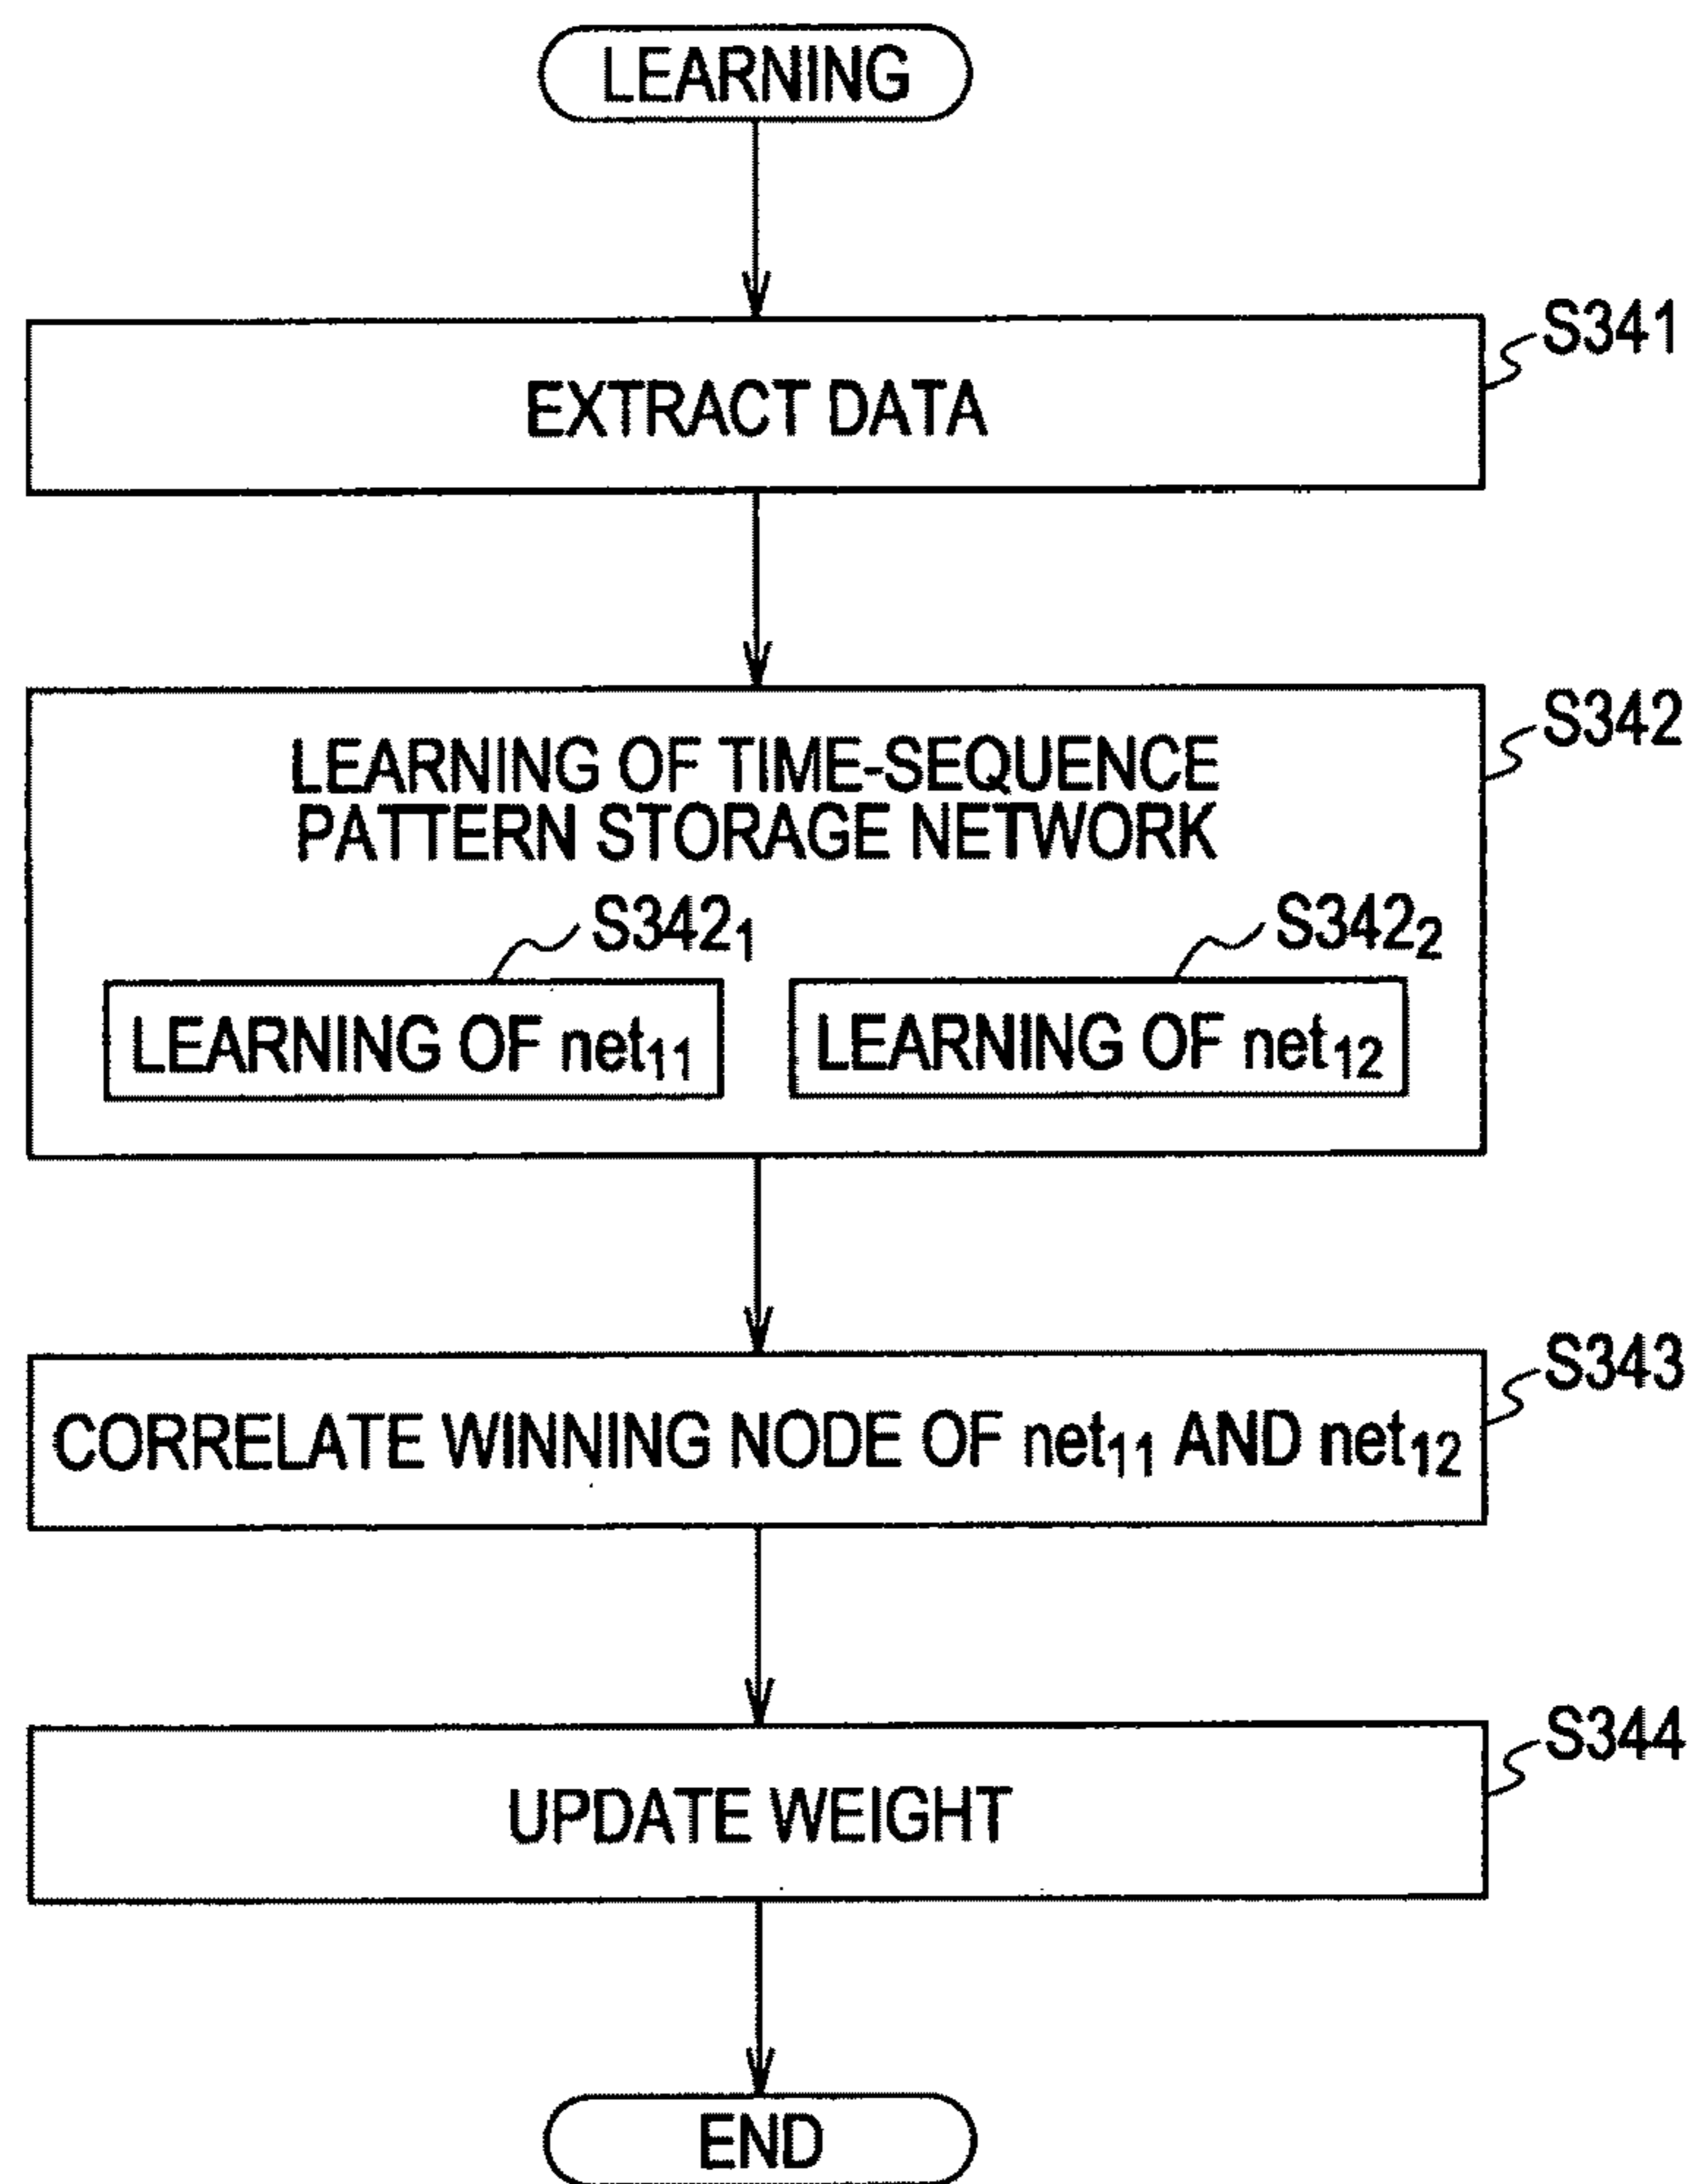 LEARNING
S341
EXTRACT DATA
S342
LEARNING OF TIME-SEQUENCE
PATTERN STORAGE NETWORK
S342₁
S342₂
LEARNING OF net₁₁
LEARNING OF net₁₂
S343
CORRELATE WINNING NODE OF net₁₁ AND net₁₂
S344
UPDATE WEIGHT
END